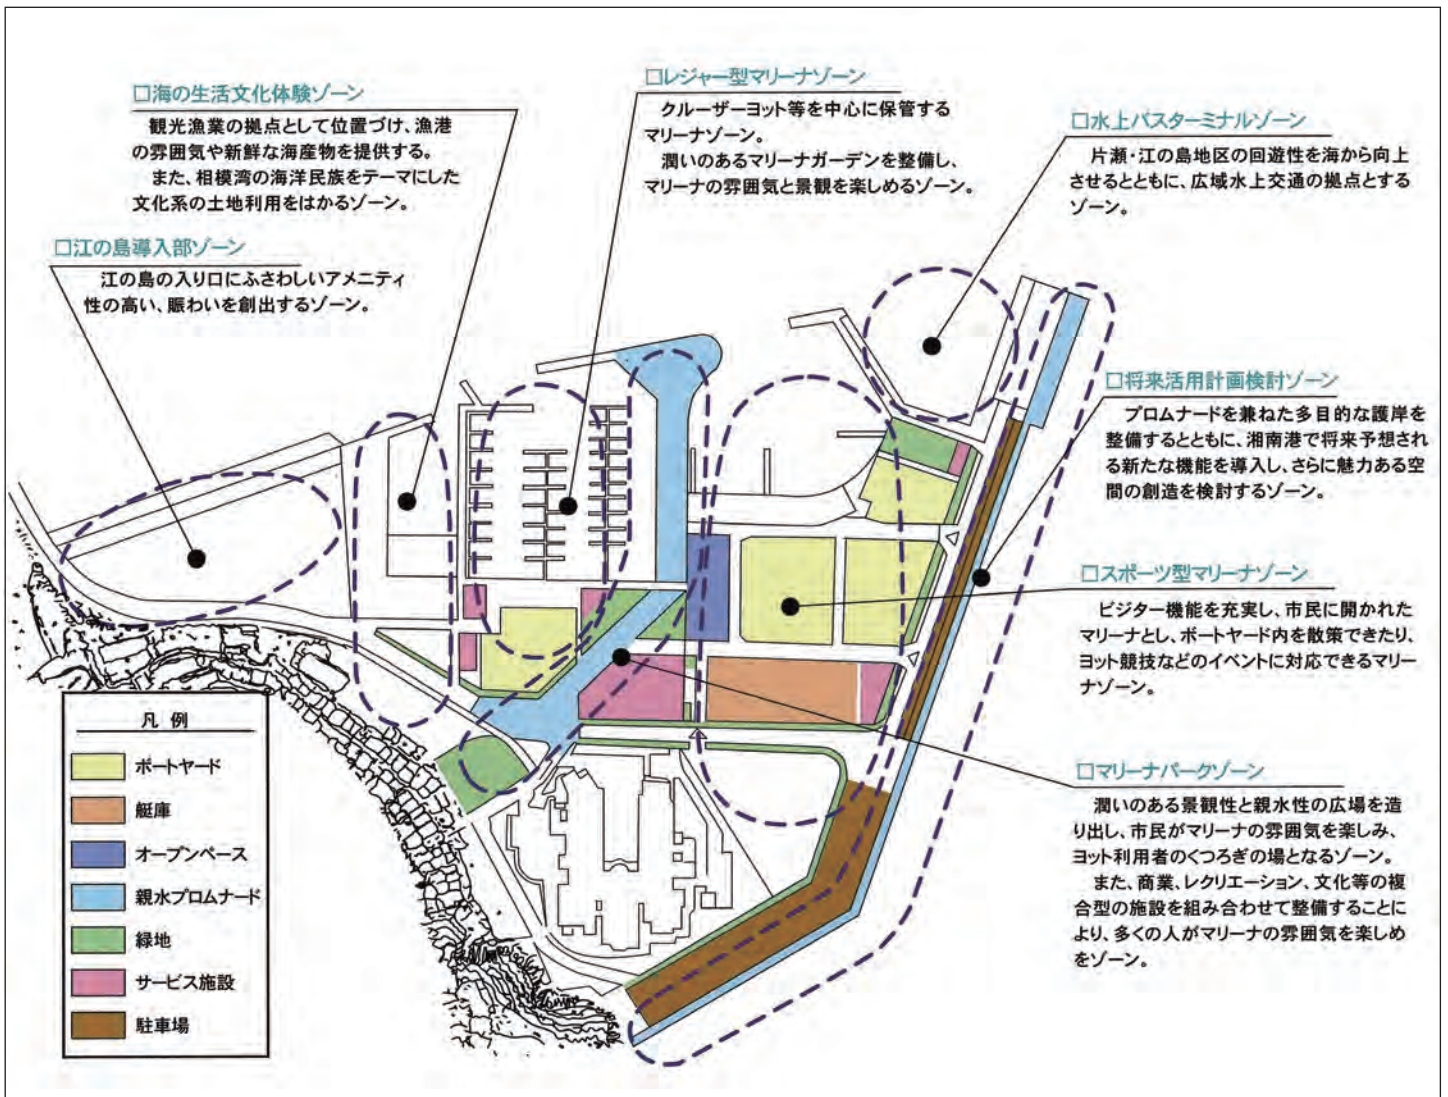 □海の生活文化体験ゾーン
観光漁業の拠点として位置づけ、漁港
の雰囲気や新鮮な海産物を提供する。
また、相模湾の海洋民族をテーマにした
文化系の土地利用をはかるゾーン。
□レジャー型マリーナゾーン
クルーザーヨット等を中心に保管する
マリーナゾーン。
潤いのあるマリーナガーデンを整備し、
マリーナの雰囲気と景観を楽しめるゾーン。
□水上バスターミナルゾーン
片瀬・江の島地区の回遊性を海から向上
させるとともに、広域水上交通の拠点とする
ゾーン。
□江の島導入部ゾーン
江の島の入り口にふさわしいアメニティ
性の高い、賑わいを創出するゾーン。
□将来活用計画検討ゾーン
プロムナードを兼ねた多目的な護岸を
整備するとともに、湘南港で将来予想され
る新たな機能を導入し、さらに魅力ある空
間の創造を検討するゾーン。
□スポーツ型マリーナゾーン
ビジター機能を充実し、市民に開かれた
マリーナとし、ボートヤード内を散策できたり、
ヨット競技などのイベントに対応できるマリー
ナゾーン。
□マリーナパークゾーン
潤いのある景観性と親水性の広場を造
り出し、市民がマリーナの雰囲気を楽しみ、
ヨット利用者のくつろぎの場となるゾーン。
また、商業、レクリエーション、文化等の複
合型の施設を組み合わせて整備することに
より、多くの人がマリーナの雰囲気を楽しめ
をゾーン。
凡 例
ボートヤード
艇庫
オープンペース
親水プロムナード
緑地
サービス施設
駐車場